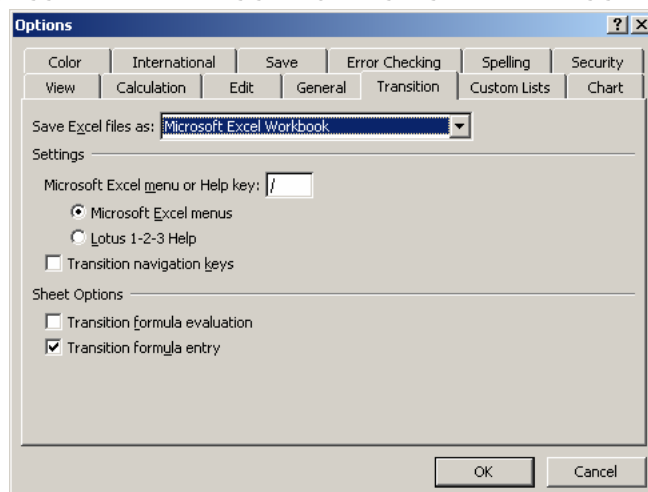 Options
Color International Save Error Checking Spelling Security
View Calculation Edit General Transition Custom Lists Chart
Save Excel files as: Microsoft Excel Workbook
Settings
Microsoft Excel menu or Help key: /
Microsoft Excel menus
Lotus 1-2-3 Help
Transition navigation keys
Sheet Options
Transition formula evaluation
Transition formula entry
OK Cancel